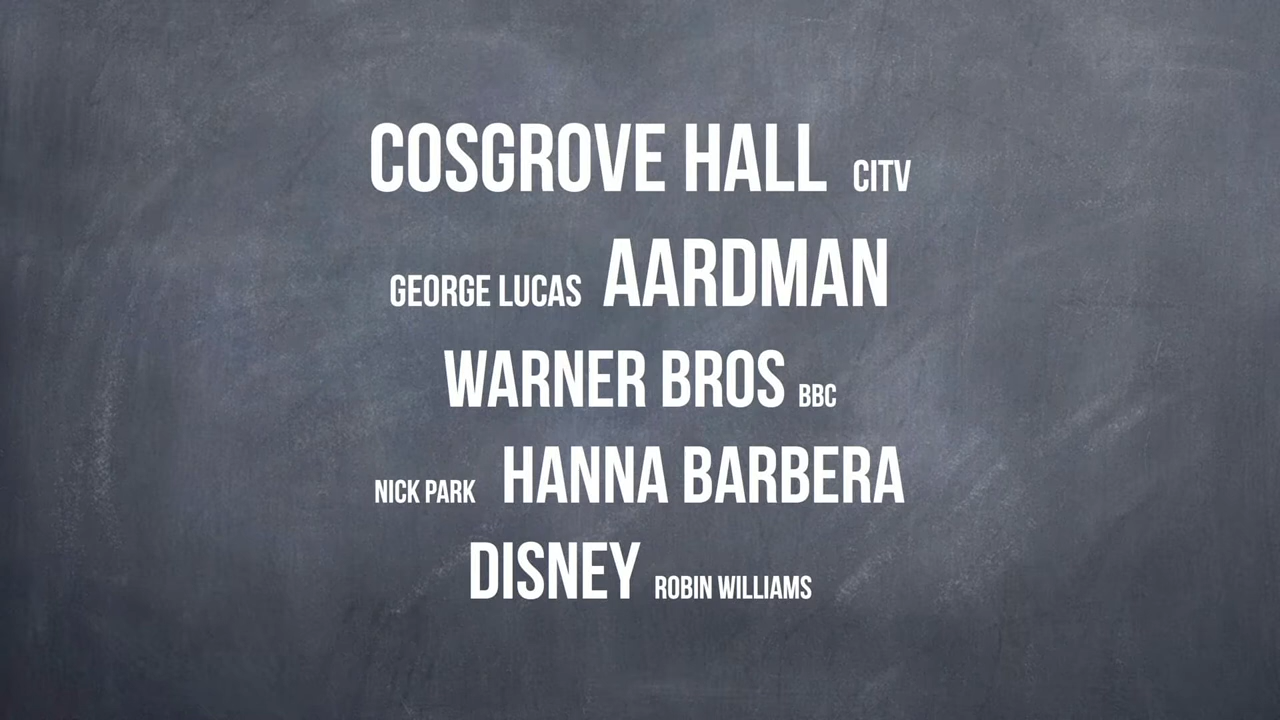 COSGROVE HALL CITV
GEORGE LUCAS AARDMAN
WARNER BROS BBC
NICK PARK HANNA BARBERA
DISNEY ROBIN WILLIAMS